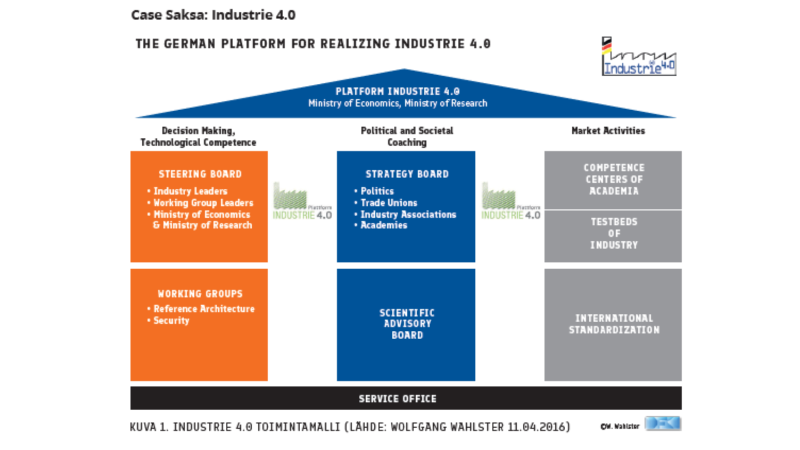 Case Saksa: Industrie 4.0
THE GERMAN PLATFORM FOR REALIZING INDUSTRIE 4.0
Industrie 4.0
PLATFORM INDUSTRIE 4.0
Ministry of Economics, Ministry of Research
Decision Making,
Technological Competence
Political and Societal
Coaching
Market Activities
STEERING BOARD
• Industry Leaders
• Working Group Leaders
• Ministry of Economics
& Ministry of Research
Plattform
INDUSTRIE 4.0
STRATEGY BOARD
• Politics
• Trade Unions
• Industry Associations
• Academies
Plattform
INDUSTRIE 4.0
COMPETENCE
CENTERS OF
ACADEMIA
TESTBEDS
OF
INDUSTRY
WORKING GROUPS
• Reference Architecture
• Security
SCIENTIFIC
ADVISORY
BOARD
INTERNATIONAL
STANDARDIZATION
SERVICE OFFICE
KUVA 1. INDUSTRIE 4.0 TOIMINTAMALLI (LÄHDE: WOLFGANG WAHLSTER 11.04.2016)
©W. Wahlster